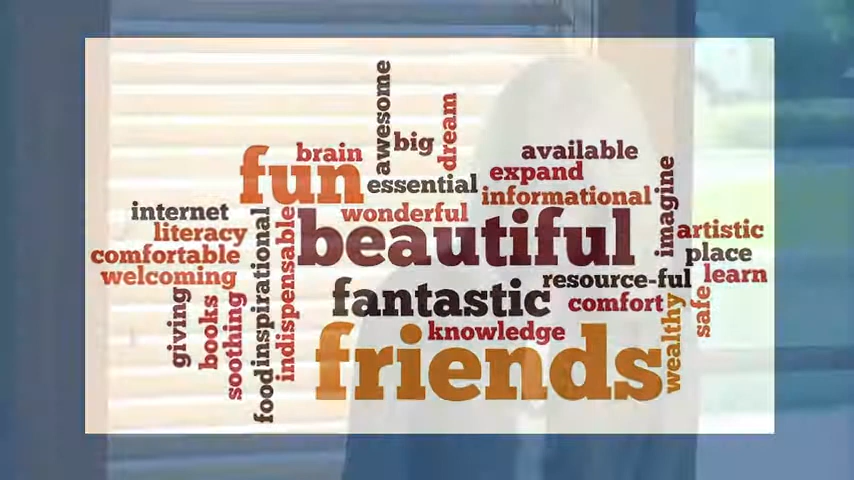 awesome
dream
big
brain
available
fun
essential
expand
informational
imagine
internet
wonderful
literacy
beautiful
artistic
comfortable
inspirational
indispensable
place
welcoming
resource-ful
learn
giving
books
soothing
fantastic
comfort
safe
wealthy
knowledge
friends
food